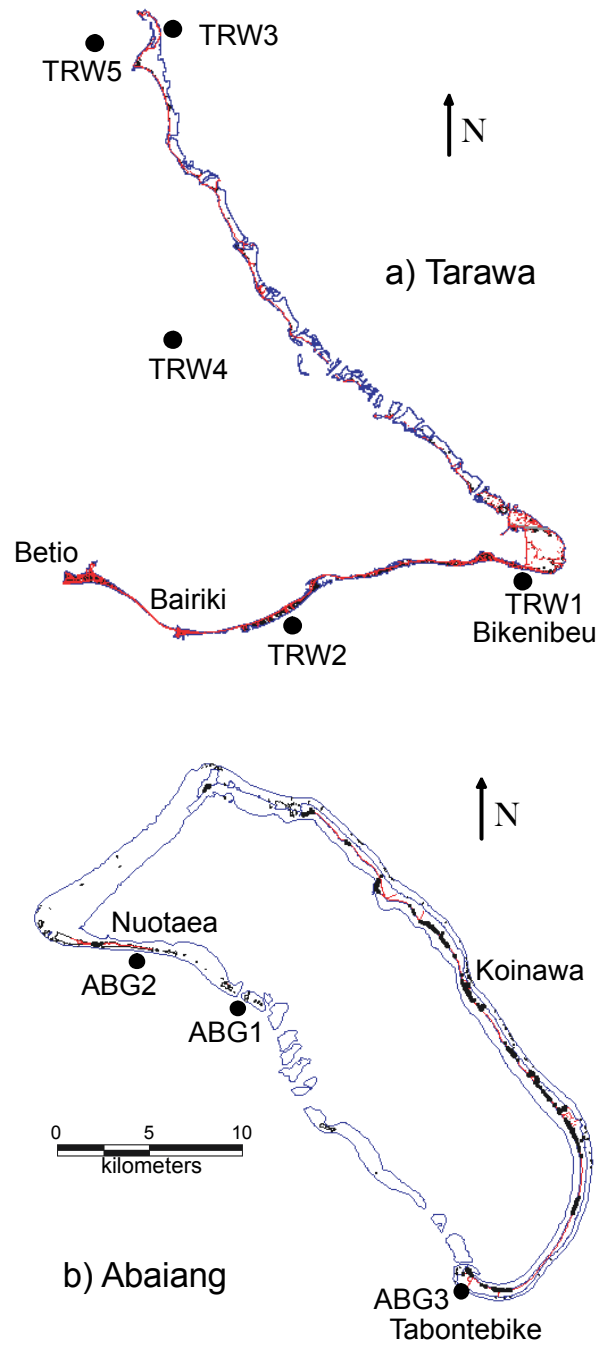 TRW3
TRW5
N
a) Tarawa
TRW4
Betio
Bairiki
TRW1
Bikenibeu
TRW2
N
Nuotaea
Koinawa
ABG2
ABG1
0 5 10
kilometers
b) Abaiang
ABG3
Tabontebike